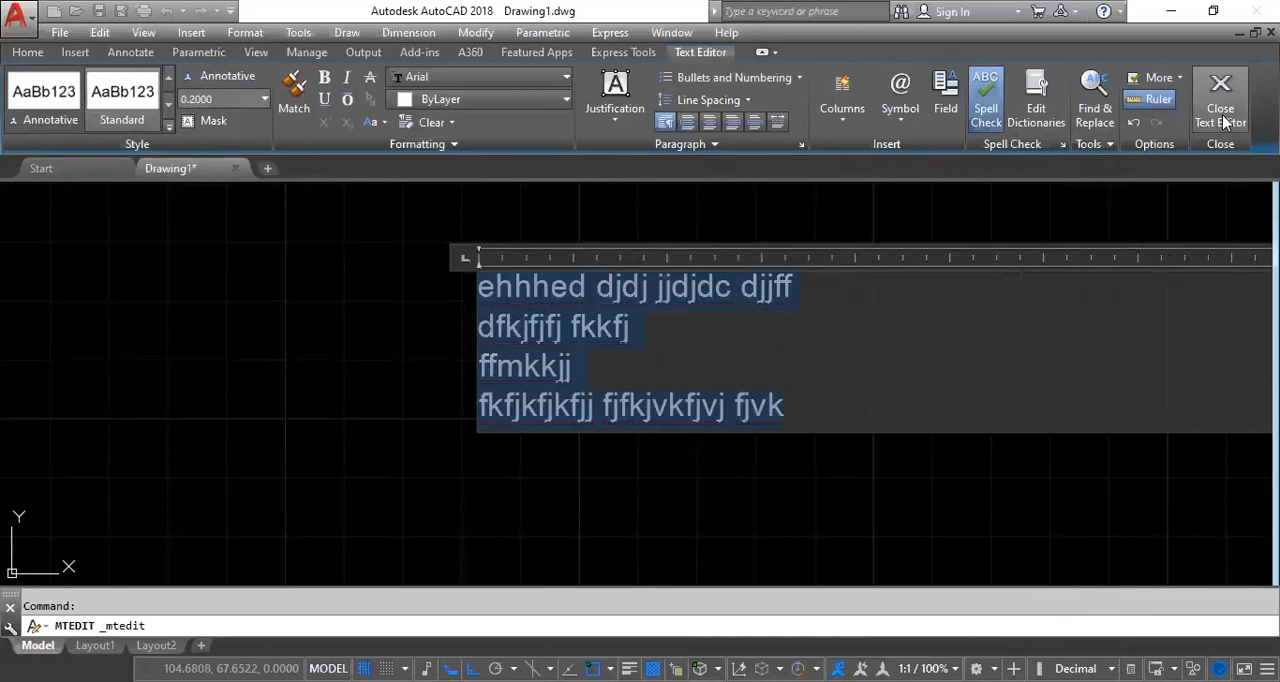 Autodesk AutoCAD 2018 Drawing1.dwg
Type a keyword or phrase
Sign In
File Edit View Insert Format Tools Draw Dimension Modify Parametric Express Window Help
Home Insert Annotate Parametric View Manage Output Add-ins A360 Featured Apps Express Tools Text Editor
AaBb123 AaBb123
Annotative Standard
Annotative
0.2000
Mask
Style
Match
Arial
ByLayer
Clear
Formatting
Justification
Bullets and Numbering
Line Spacing
Paragraph
Columns
Symbol
Field
Insert
ABC
Spell
Check
Edit
Dictionaries
Spell Check
Find &
Replace
Tools
More
Ruler
Options
Close
Text Editor
Close
Start Drawing1*
ehhhed djdj jjdjdc djjff
dfkjfjfj fkkfj
ffmkkjj
fkfjkfjkfjj fjfkjvkfjvj fjvk
Y
X
Command:
MTEDIT _mtedit
Model Layout1 Layout2
104.6808, 67.6522, 0.0000 MODEL 1:1 / 100% Decimal